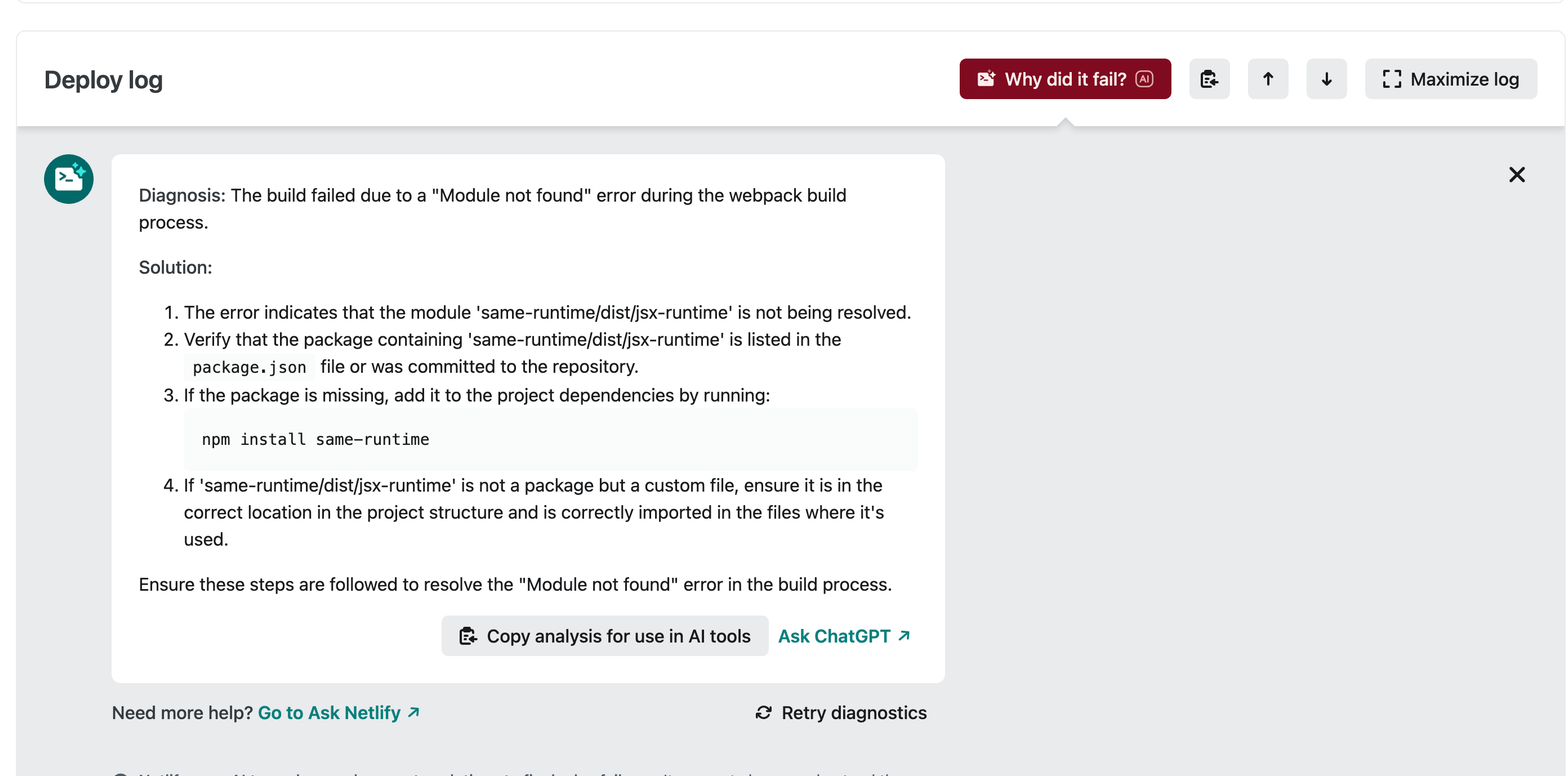 Deploy log
Why did it fail? AI
Maximize log
Diagnosis: The build failed due to a "Module not found" error during the webpack build
process.
Solution:
1. The error indicates that the module 'same-runtime/dist/jsx-runtime' is not being resolved.
2. Verify that the package containing 'same-runtime/dist/jsx-runtime' is listed in the
package.json file or was committed to the repository.
3. If the package is missing, add it to the project dependencies by running:
npm install same-runtime
4. If 'same-runtime/dist/jsx-runtime' is not a package but a custom file, ensure it is in the
correct location in the project structure and is correctly imported in the files where it's
used.
Ensure these steps are followed to resolve the "Module not found" error in the build process.
Copy analysis for use in AI tools
Ask ChatGPT ↗
Need more help? Go to Ask Netlify ↗
Retry diagnostics